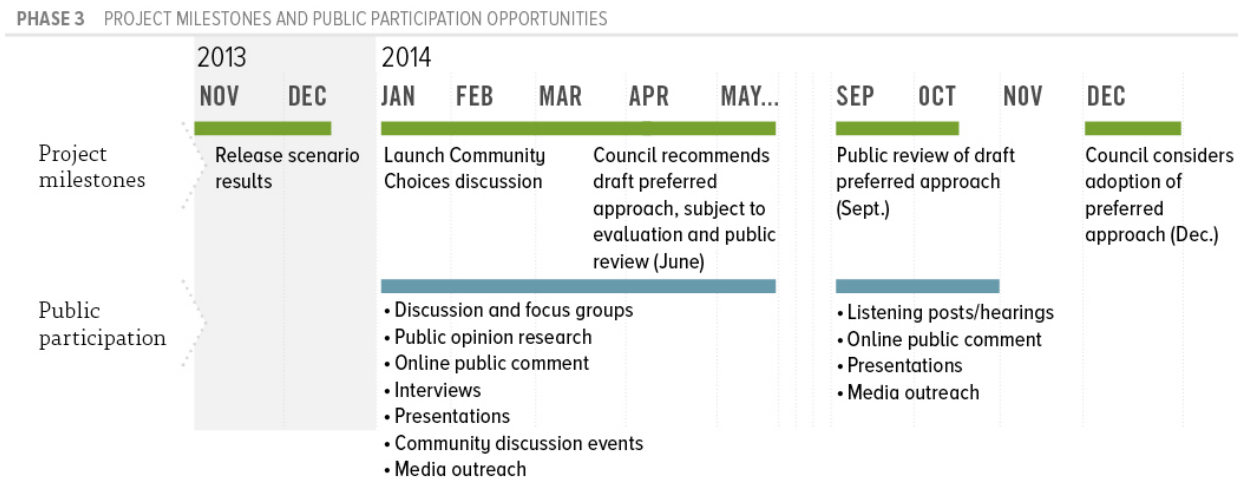 PHASE 3 PROJECT MILESTONES AND PUBLIC PARTICIPATION OPPORTUNITIES
2013
2014
NOV DEC JAN FEB MAR APR MAY... SEP OCT NOV DEC
Project
milestones
Release scenario
results
Launch Community
Choices discussion
Council recommends
draft preferred
approach, subject to
evaluation and public
review (June)
Public review of draft
preferred approach
(Sept.)
Council considers
adoption of
preferred
approach (Dec.)
Public
participation
• Discussion and focus groups
• Public opinion research
• Online public comment
• Interviews
• Presentations
• Community discussion events
• Media outreach
• Listening posts/hearings
• Online public comment
• Presentations
• Media outreach